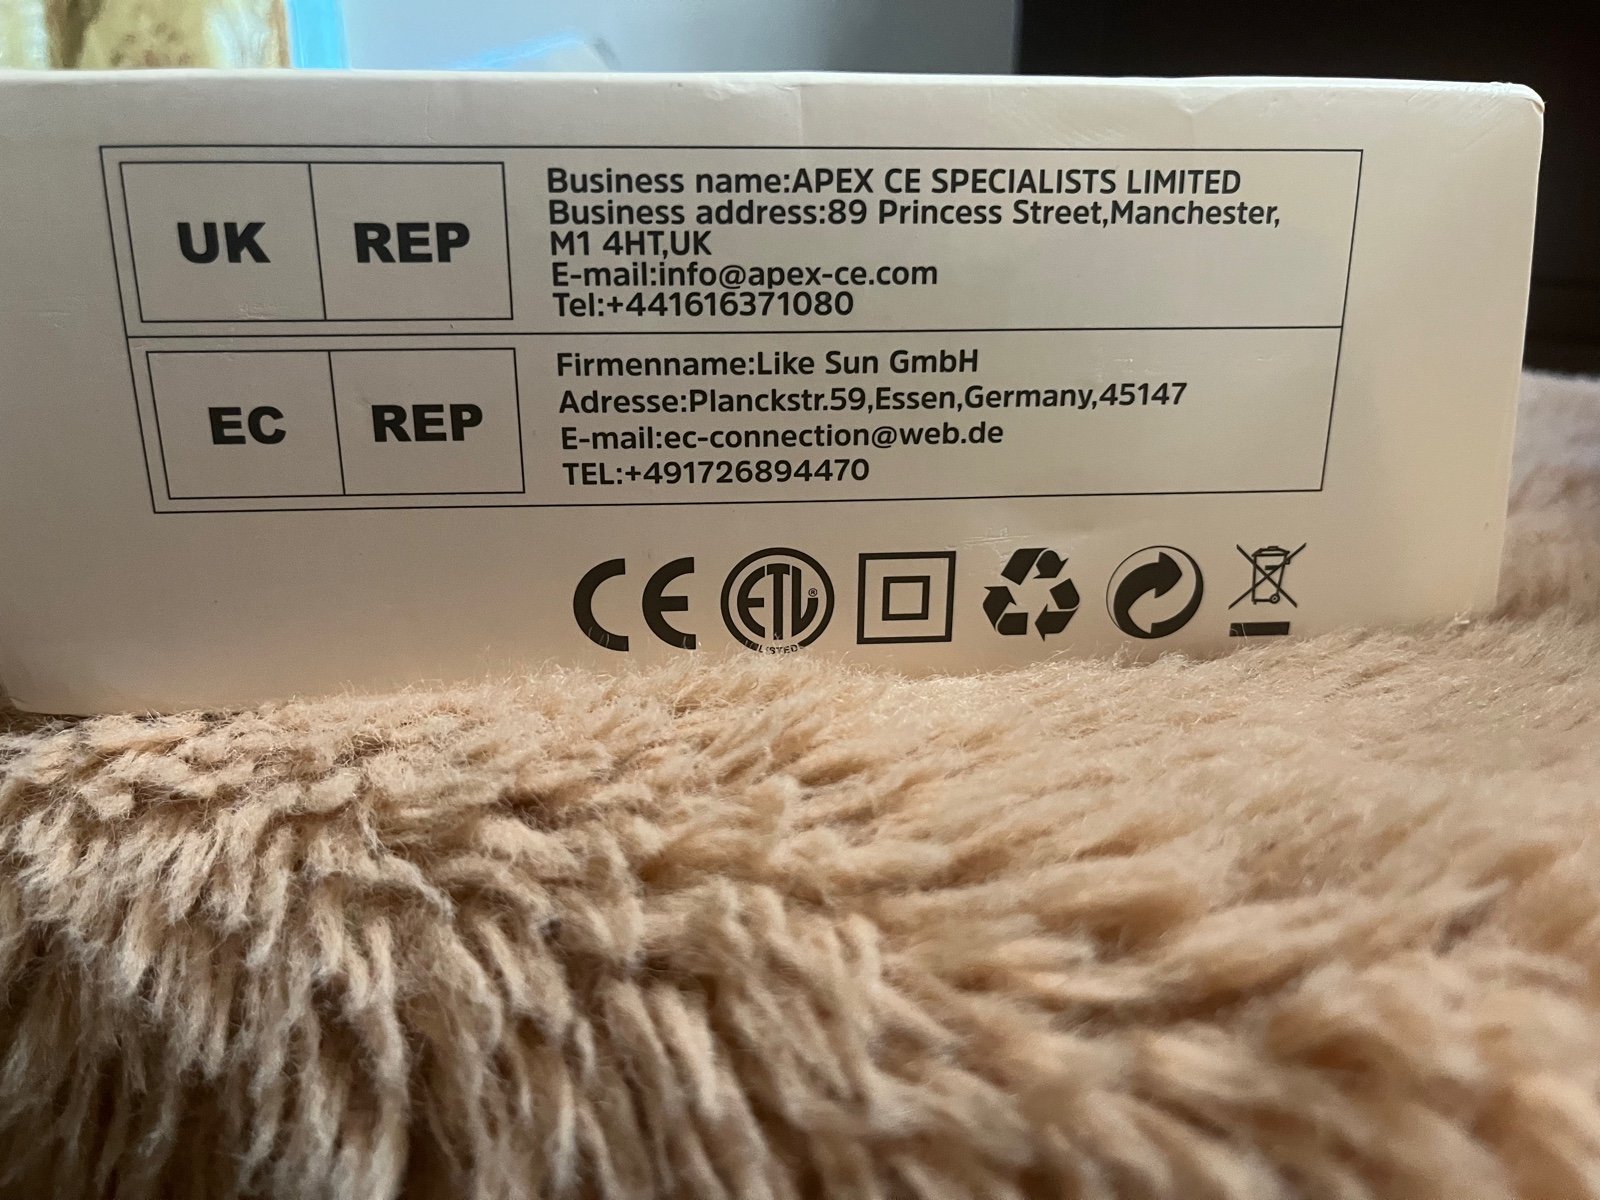 UK REP
Business name:APEX CE SPECIALISTS LIMITED
Business address:89 Princess Street,Manchester,
M1 4HT,UK
E-mail:info@apex-ce.com
Tel:+441616371080
EC REP
Firmenname:Like Sun GmbH
Adresse:Planckstr.59,Essen,Germany,45147
E-mail:ec-connection@web.de
TEL:+491726894470
CE
ETL®
LISTED